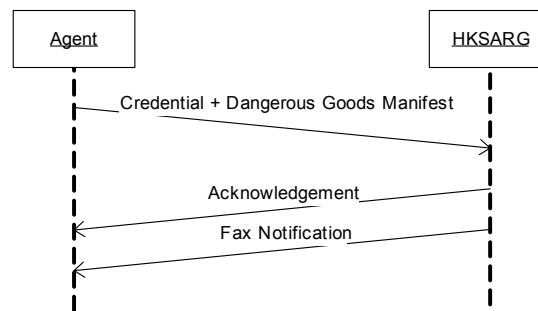 Agent
HKSARG
Credential + Dangerous Goods Manifest
Acknowledgement
Fax Notification